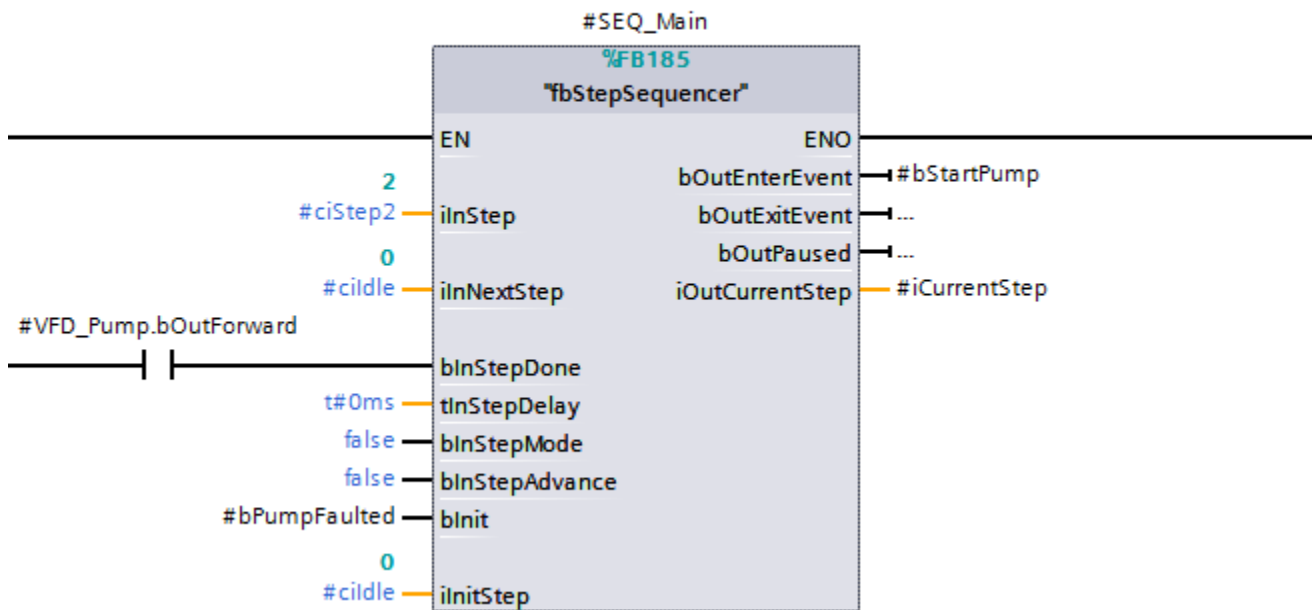 #SEQ_Main
%FB185
"fbStepSequencer"
EN ENO
bOutEnterEvent #bStartPump
2
#ciStep2 iInStep bOutExitEvent ...
bOutPaused ...
0
#ciIdle iInNextStep iOutCurrentStep #iCurrentStep
#VFD_Pump.bOutForward
bInStepDone
t#0ms tInStepDelay
false bInStepMode
false bInStepAdvance
#bPumpFaulted bInit
0
#ciIdle iInitStep